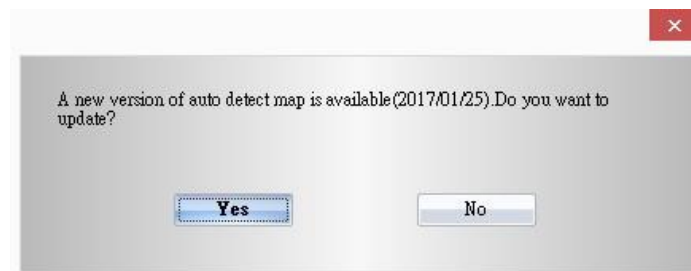 A new version of auto detect map is available(2017/01/25).Do you want to
update?
Yes
No